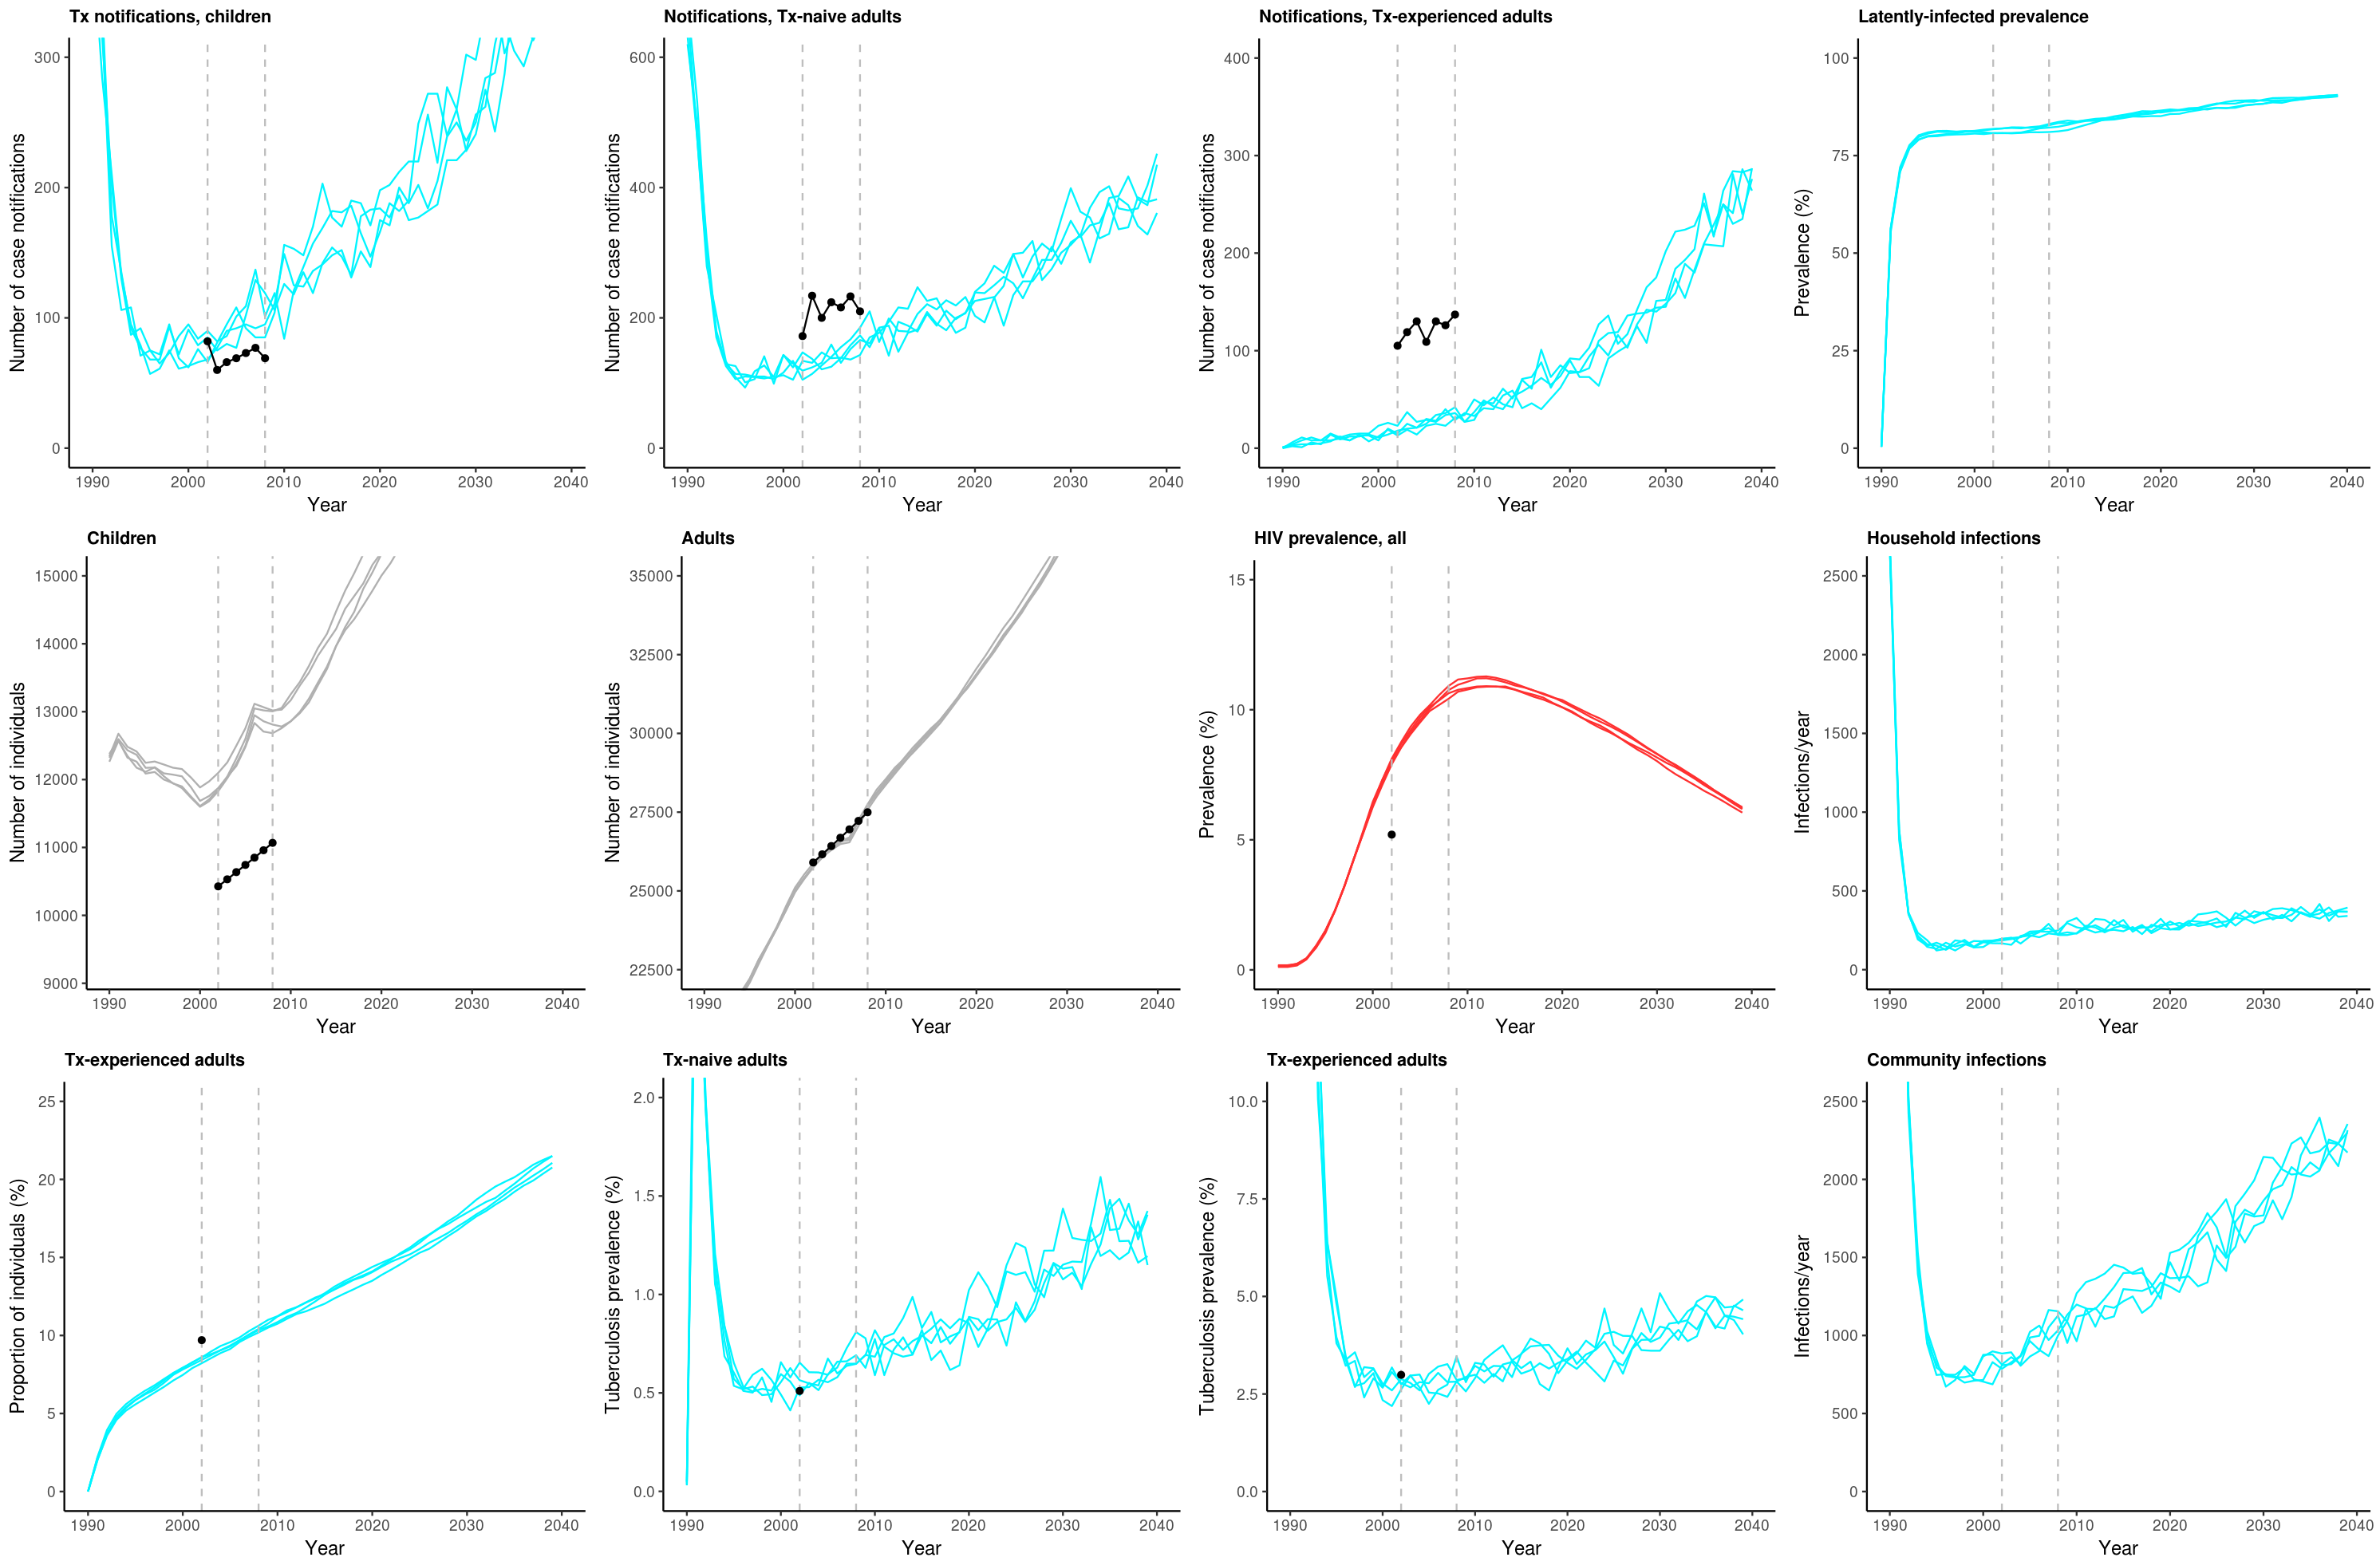 Tx notifications, children
Number of case notifications
300
200
100
0
1990 2000 2010 2020 2030 2040
Year
Notifications, Tx-naive adults
Number of case notifications
600
400
200
0
1990 2000 2010 2020 2030 2040
Year
Notifications, Tx-experienced adults
Number of case notifications
400
300
200
100
0
1990 2000 2010 2020 2030 2040
Year
Latently-infected prevalence
Prevalence (%)
100
75
50
25
0
1990 2000 2010 2020 2030 2040
Year
Children
Number of individuals
15000
14000
13000
12000
11000
10000
9000
1990 2000 2010 2020 2030 2040
Year
Adults
Number of individuals
35000
32500
30000
27500
25000
22500
1990 2000 2010 2020 2030 2040
Year
HIV prevalence, all
Prevalence (%)
15
10
5
0
1990 2000 2010 2020 2030 2040
Year
Household infections
Infections/year
2500
2000
1500
1000
500
0
1990 2000 2010 2020 2030 2040
Year
Tx-experienced adults
Proportion of individuals (%)
25
20
15
10
5
0
1990 2000 2010 2020 2030 2040
Year
Tx-naive adults
Tuberculosis prevalence (%)
2.0
1.5
1.0
0.5
0.0
1990 2000 2010 2020 2030 2040
Year
Tx-experienced adults
Tuberculosis prevalence (%)
10.0
7.5
5.0
2.5
0.0
1990 2000 2010 2020 2030 2040
Year
Community infections
Infections/year
2500
2000
1500
1000
500
0
1990 2000 2010 2020 2030 2040
Year